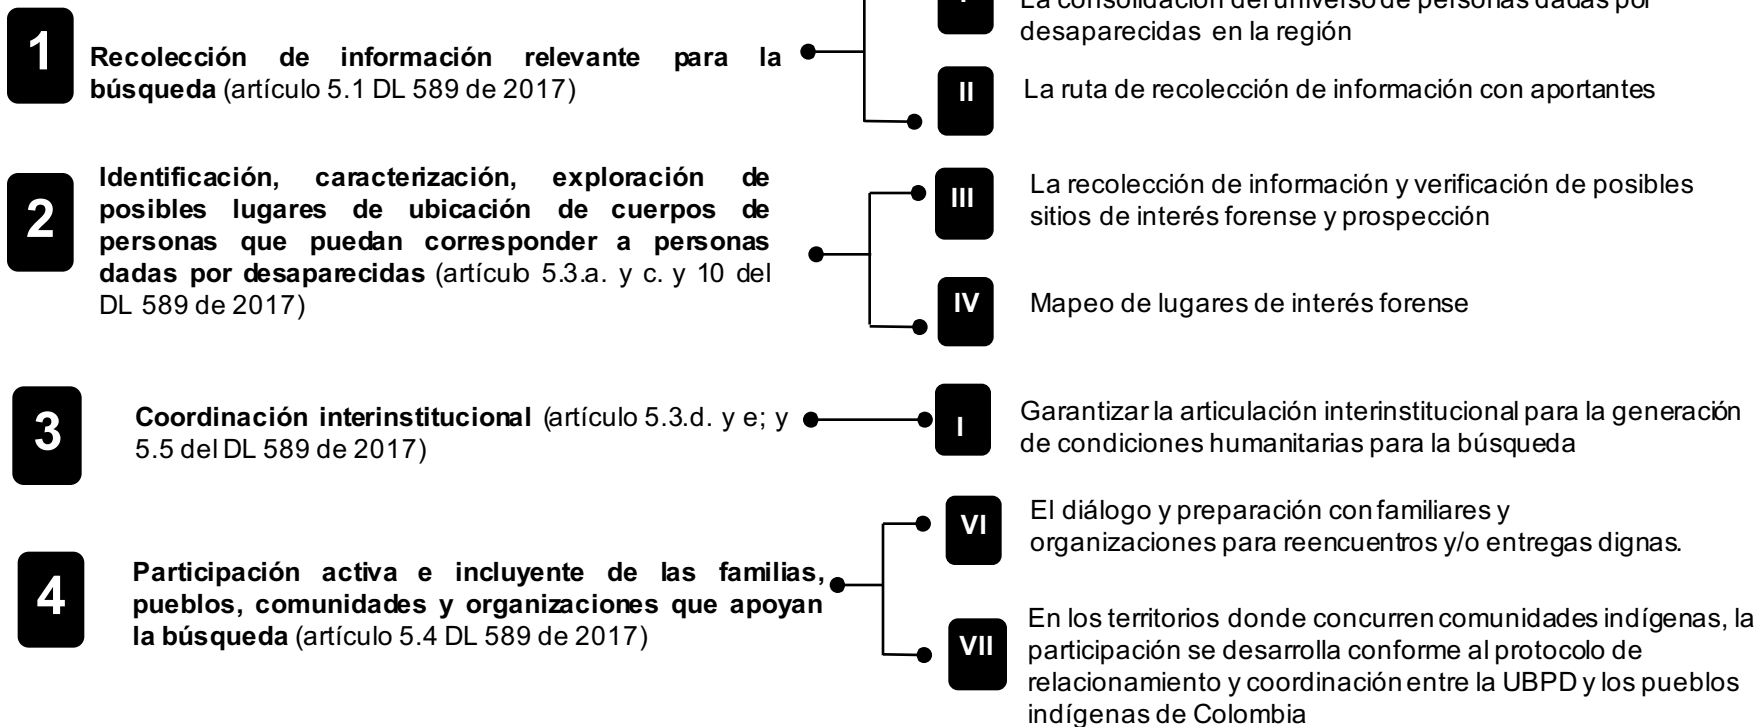 1
Recolección de información relevante para la
búsqueda (artículo 5.1 DL 589 de 2017)
desaparecidas en la región
II
La ruta de recolección de información con aportantes
2
Identificación, caracterización, exploración de
posibles lugares de ubicación de cuerpos de
personas que puedan corresponder a personas
dadas por desaparecidas (artículo 5.3.a. y c. y 10 del
DL 589 de 2017)
III
La recolección de información y verificación de posibles
sitios de interés forense y prospección
IV
Mapeo de lugares de interés forense
3
Coordinación interinstitucional (artículo 5.3.d. y e; y
5.5 del DL 589 de 2017)
I
Garantizar la articulación interinstitucional para la generación
de condiciones humanitarias para la búsqueda
4
Participación activa e incluyente de las familias,
pueblos, comunidades y organizaciones que apoyan
la búsqueda (artículo 5.4 DL 589 de 2017)
VI
El diálogo y preparación con familiares y
organizaciones para reencuentros y/o entregas dignas.
VII
En los territorios donde concurren comunidades indígenas, la
participación se desarrolla conforme al protocolo de
relacionamiento y coordinación entre la UBPD y los pueblos
indígenas de Colombia